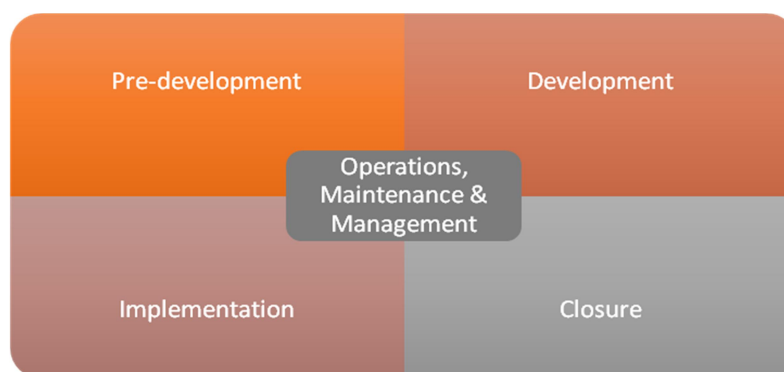 Pre-development
Development
Operations,
Maintenance &
Management
Implementation
Closure